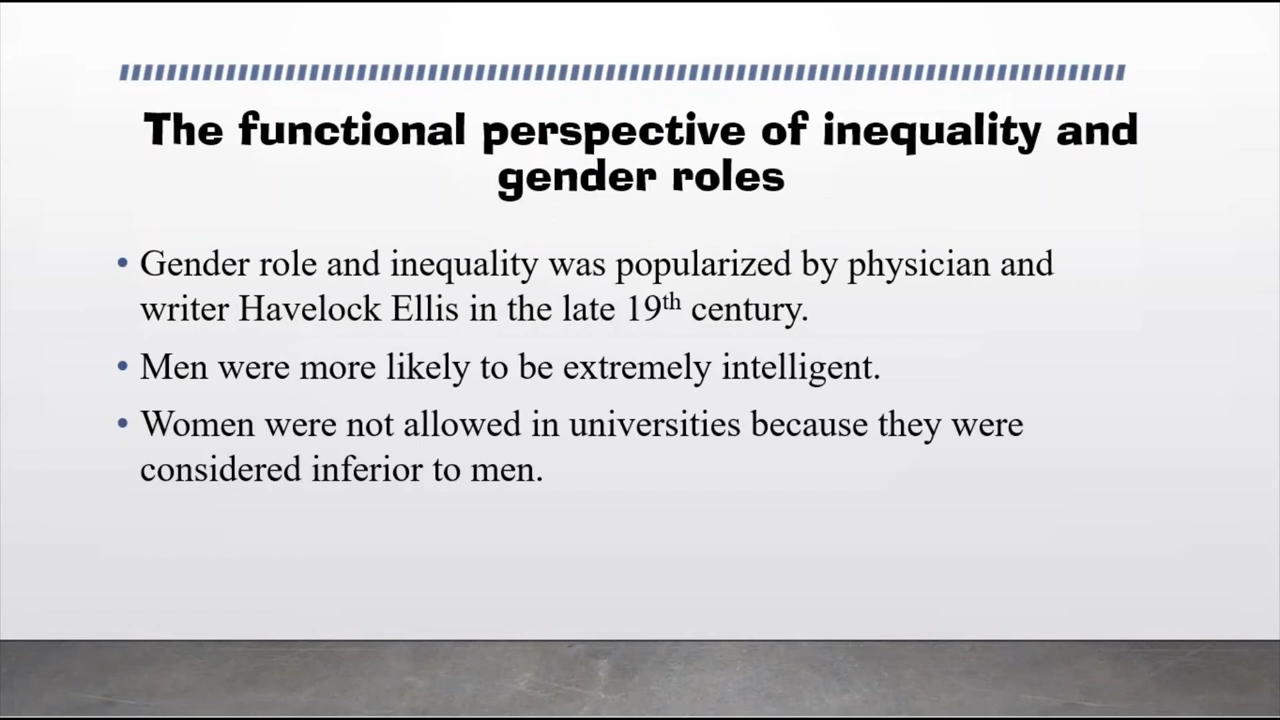 The functional perspective of inequality and
gender roles
• Gender role and inequality was popularized by physician and
writer Havelock Ellis in the late 19th century.
• Men were more likely to be extremely intelligent.
• Women were not allowed in universities because they were
considered inferior to men.